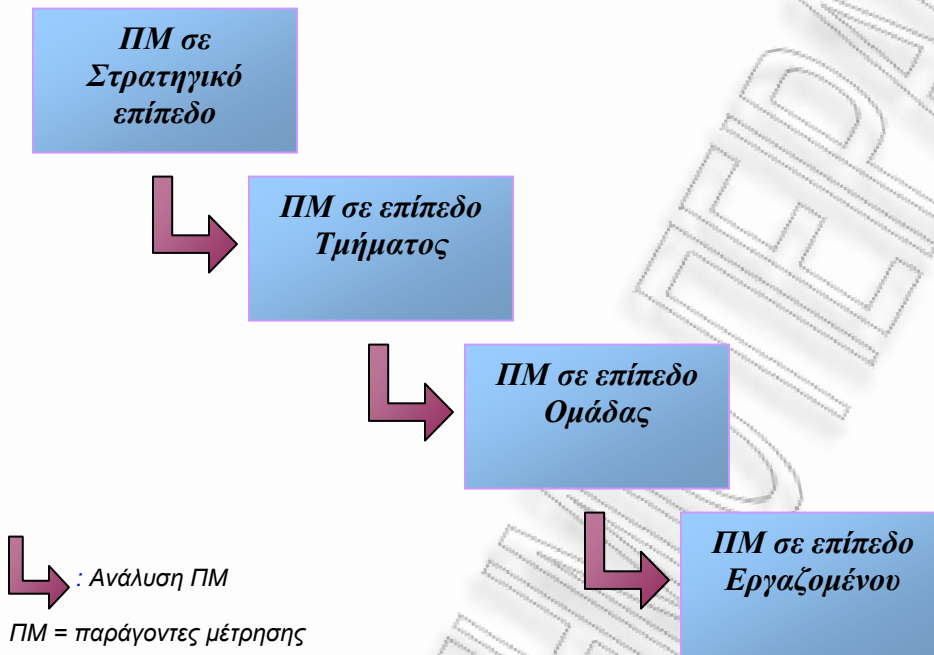 ΠΜ σε
Στρατηγικό
επίπεδο
ΠΜ σε επίπεδο
Τμήματος
ΠΜ σε επίπεδο
Ομάδας
ΠΜ σε επίπεδο
Εργαζομένου
: Ανάλυση ΠΜ
ΠΜ = παράγοντες μέτρησης